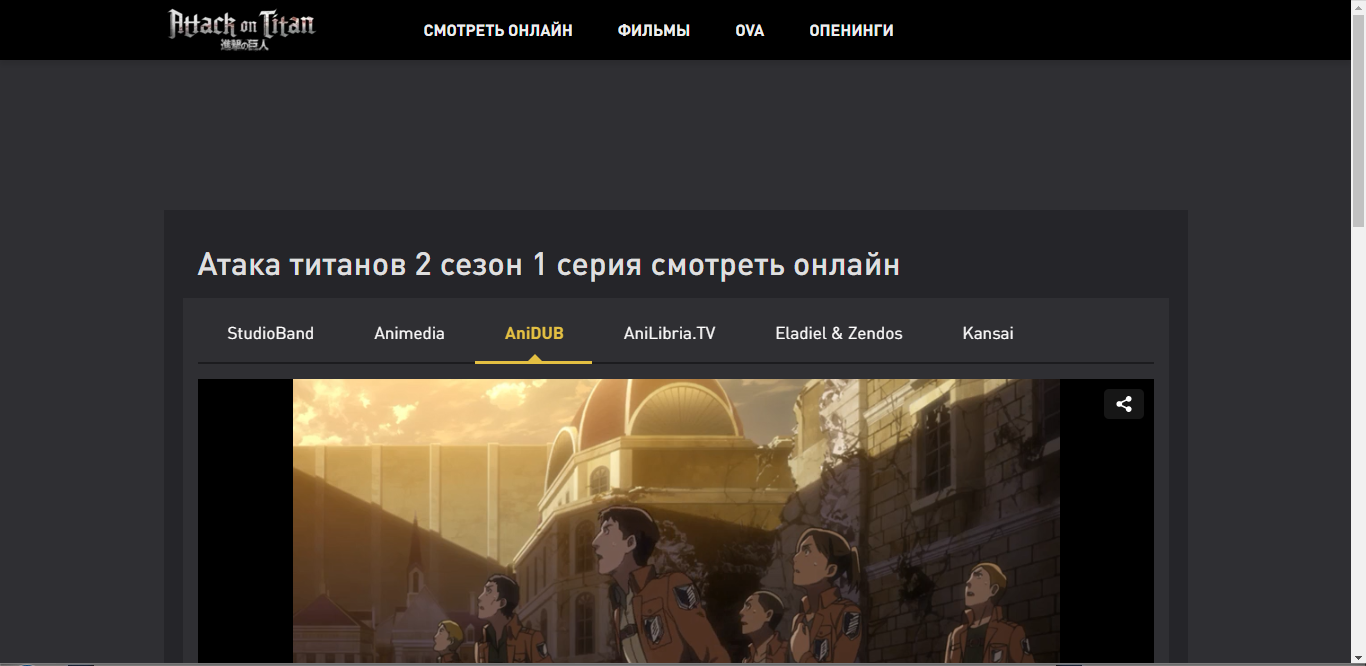 Attack on Titan
進撃の巨人
СМОТРЕТЬ ОНЛАЙН
ФИЛЬМЫ
OVA
ОПЕНИНГИ
Атака титанов 2 сезон 1 серия смотреть онлайн
StudioBand
Animedia
AniDUB
AniLibria.TV
Eladiel & Zendos
Kansai